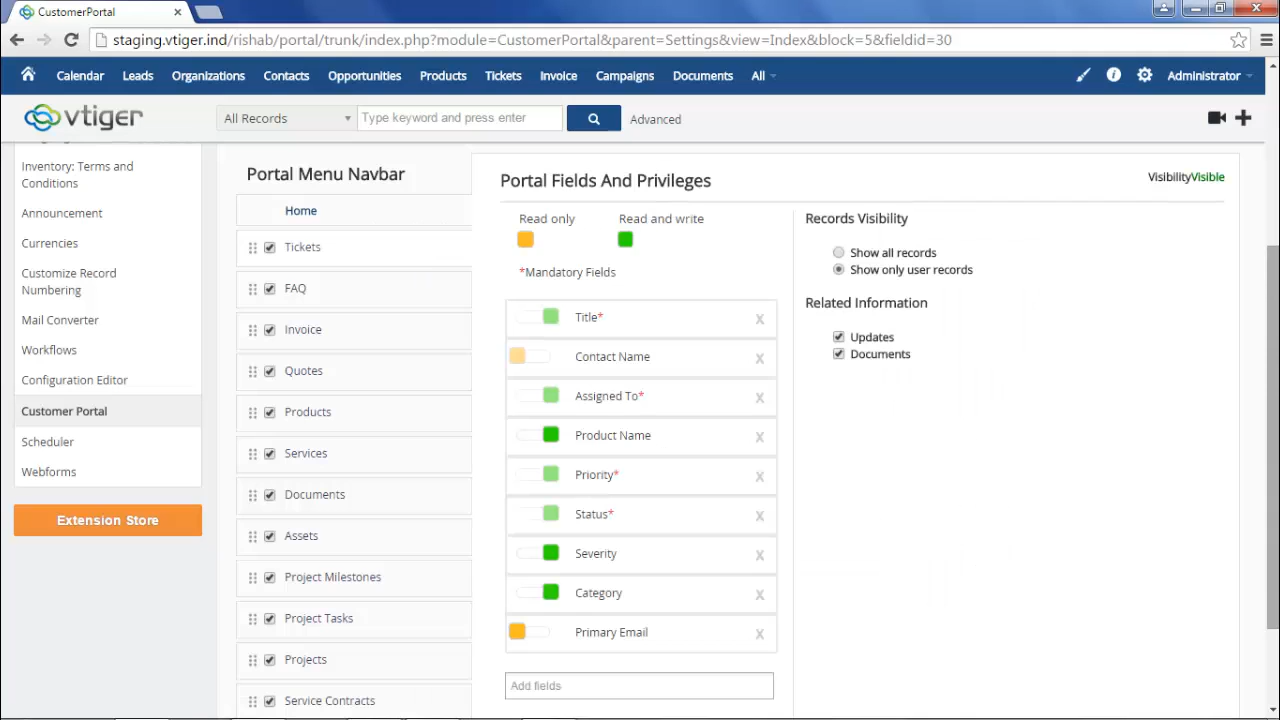 CustomerPortal
staging.vtiger.ind/rishab/portal/trunk/index.php?module=CustomerPortal&parent=Settings&view=Index&block=5&fieldid=30
Calendar Leads Organizations Contacts Opportunities Products Tickets Invoice Campaigns Documents All Administrator
vtiger All Records Type keyword and press enter Advanced
Inventory: Terms and
Conditions
Announcement
Currencies
Customize Record
Numbering
Mail Converter
Workflows
Configuration Editor
Customer Portal
Scheduler
Webforms
Extension Store
Portal Menu Navbar
Home
Tickets
FAQ
Invoice
Quotes
Products
Services
Documents
Assets
Project Milestones
Project Tasks
Projects
Service Contracts
Portal Fields And Privileges
VisibilityVisible
Read only Read and write
*Mandatory Fields
Title* x
Contact Name x
Assigned To* x
Product Name x
Priority* x
Status* x
Severity x
Category x
Primary Email x
Add fields
Records Visibility
Show all records
Show only user records
Related Information
Updates
Documents